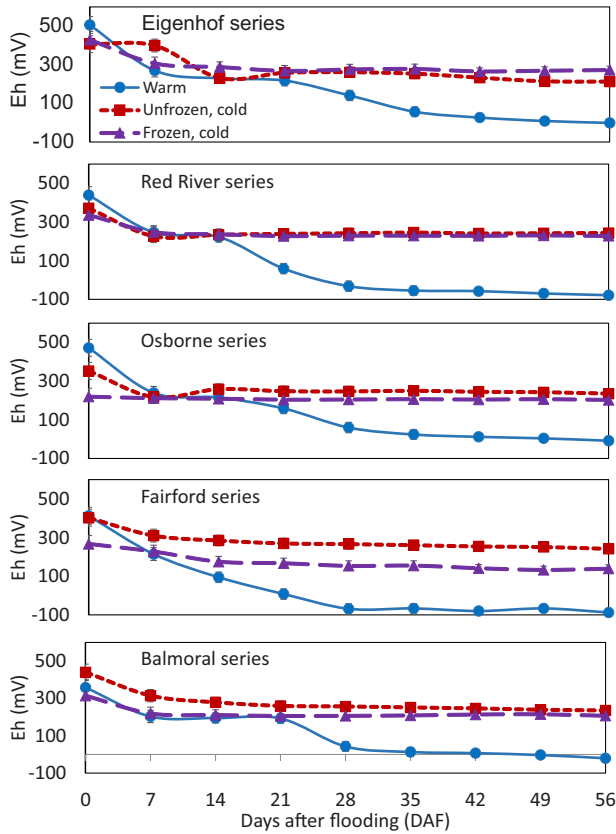 Eigenhof series
500
300
100
-100
Eh (mV)
Warm
Unfrozen, cold
Frozen, cold
Red River series
500
300
100
-100
Eh (mV)
Osborne series
500
300
100
-100
Eh (mV)
Fairford series
500
300
100
-100
Eh (mV)
Balmoral series
500
300
100
-100
Eh (mV)
0 7 14 21 28 35 42 49 56
Days after flooding (DAF)